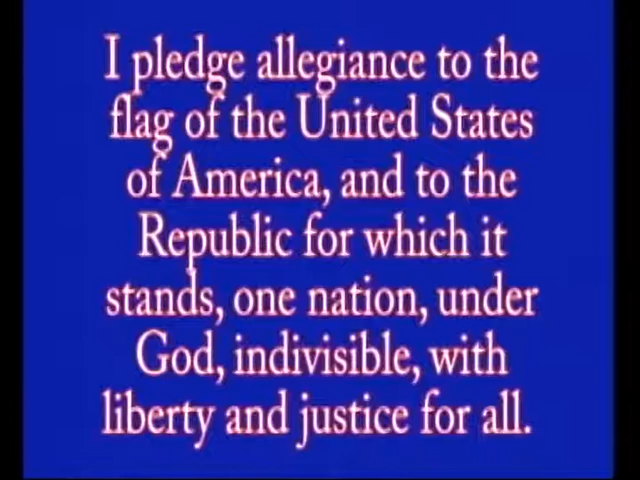 I pledge allegiance to the
flag of the United States
of America, and to the
Republic for which it
stands, one nation, under
God, indivisible, with
liberty and justice for all.